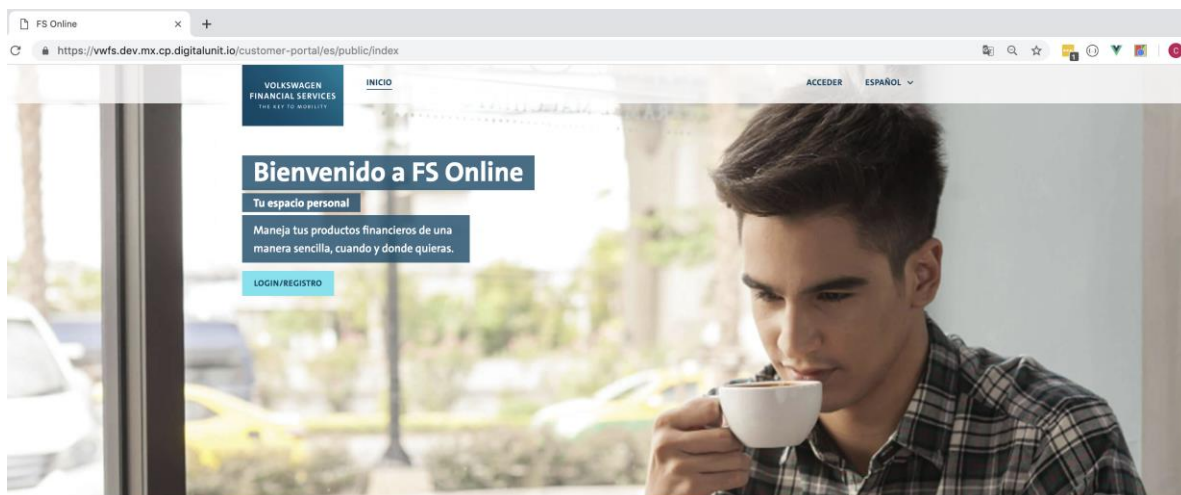 FS Online
https://vwfs.dev.mx.cp.digitalunit.io/customer-portal/es/public/index
1
C
VOLKSWAGEN
FINANCIAL SERVICES
THE KEY TO MOBILITY
INICIO
ACCEDER
ESPAÑOL
Bienvenido a FS Online
Tu espacio personal
Maneja tus productos financieros de una
manera sencilla, cuando y donde quieras.
LOGIN/REGISTRO